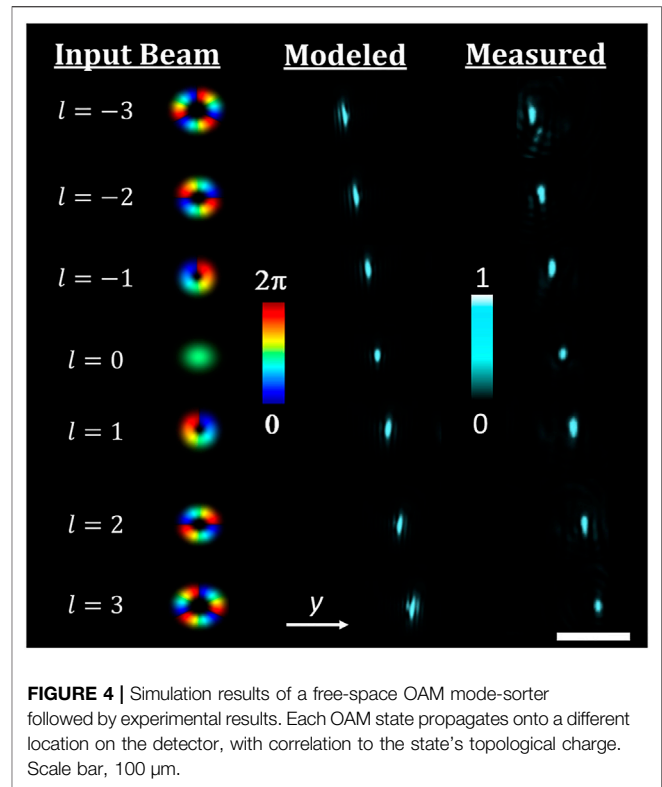 Input Beam Modeled Measured
l = −3
l = −2
l = −1
2π 1
l = 0
0 0
l = 1
l = 2
l = 3
y
FIGURE 4 | Simulation results of a free-space OAM mode-sorter
followed by experimental results. Each OAM state propagates onto a different
location on the detector, with correlation to the state's topological charge.
Scale bar, 100 μm.